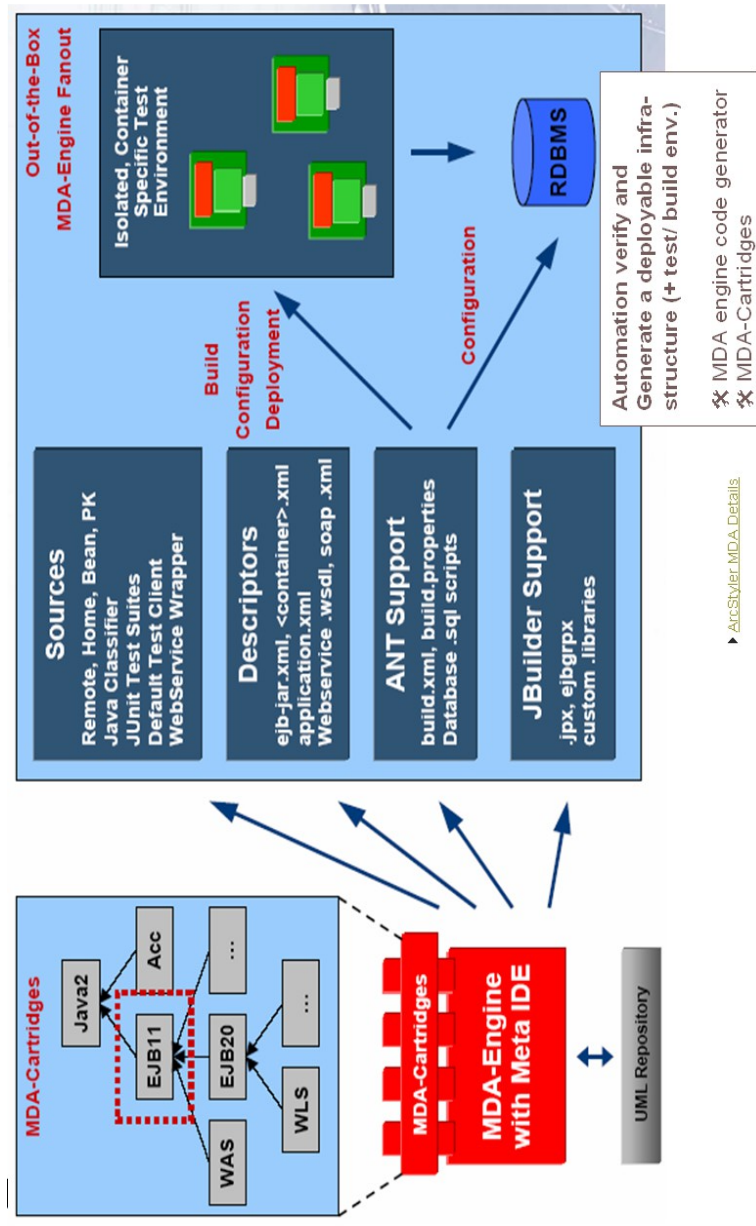 MDA-Cartridges
Java2
EJB11
Acc
WAS
EJB20
...
WLS
...
MDA-Cartridges
MDA-Engine
with Meta IDE
UML Repository
Out-of-the-Box
MDA-Engine Fanout
Sources
Remote, Home, Bean, PK
Java Classifier
JUnit Test Suites
Default Test Client
WebService Wrapper
Descriptors
ejb-jar.xml, <container>.xml
application.xml
Webservice .wsdl, soap .xml
ANT Support
build.xml, build.properties
Database .sql scripts
JBuilder Support
.jpx, ejbgrpx
custom .libraries
Build
Configuration
Deployment
Configuration
Isolated, Container
Specific Test
Environment
RDBMS
Automation verify and
Generate a deployable infra-
structure (+ test/ build env.)
MDA engine code generator
MDA-Cartridges
ArcStyler MDA Details